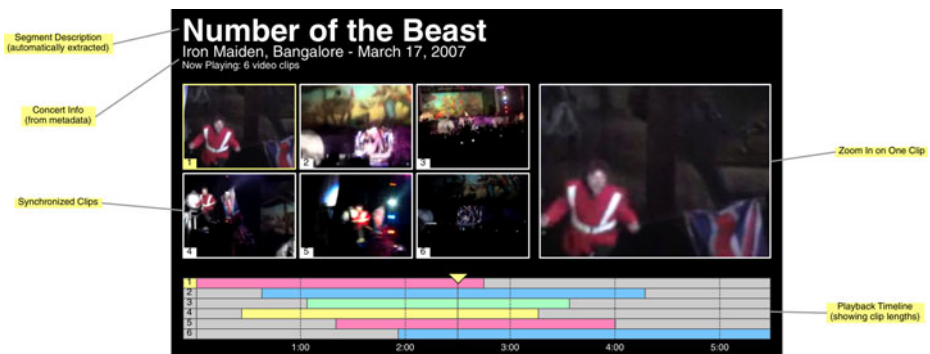 Number of the Beast
Iron Maiden, Bangalore - March 17, 2007
Now Playing: 6 video clips
Segment Description
(automatically extracted)
Concert Info
(from metadata)
Synchronized Clips
Zoom In on One Clip
Playback Timeline
(showing clip lengths)
1
2
3
4
5
6
1
2
3
4
5
6
1:00
2:00
3:00
4:00
5:00